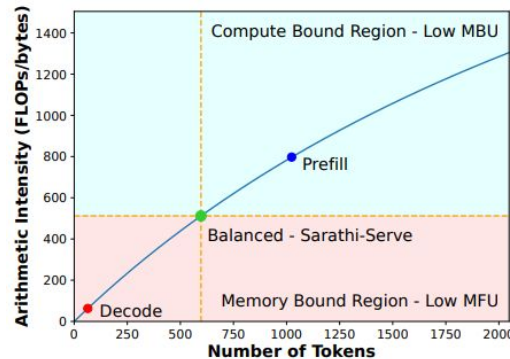 Arithmetic Intensity (FLOPs/bytes)
1400
1200
1000
800
600
400
200
0
Compute Bound Region - Low MBU
Prefill
Balanced - Sarathi-Serve
Decode
Memory Bound Region - Low MFU
0
250
500
750
1000
1250
1500
1750
2000
Number of Tokens